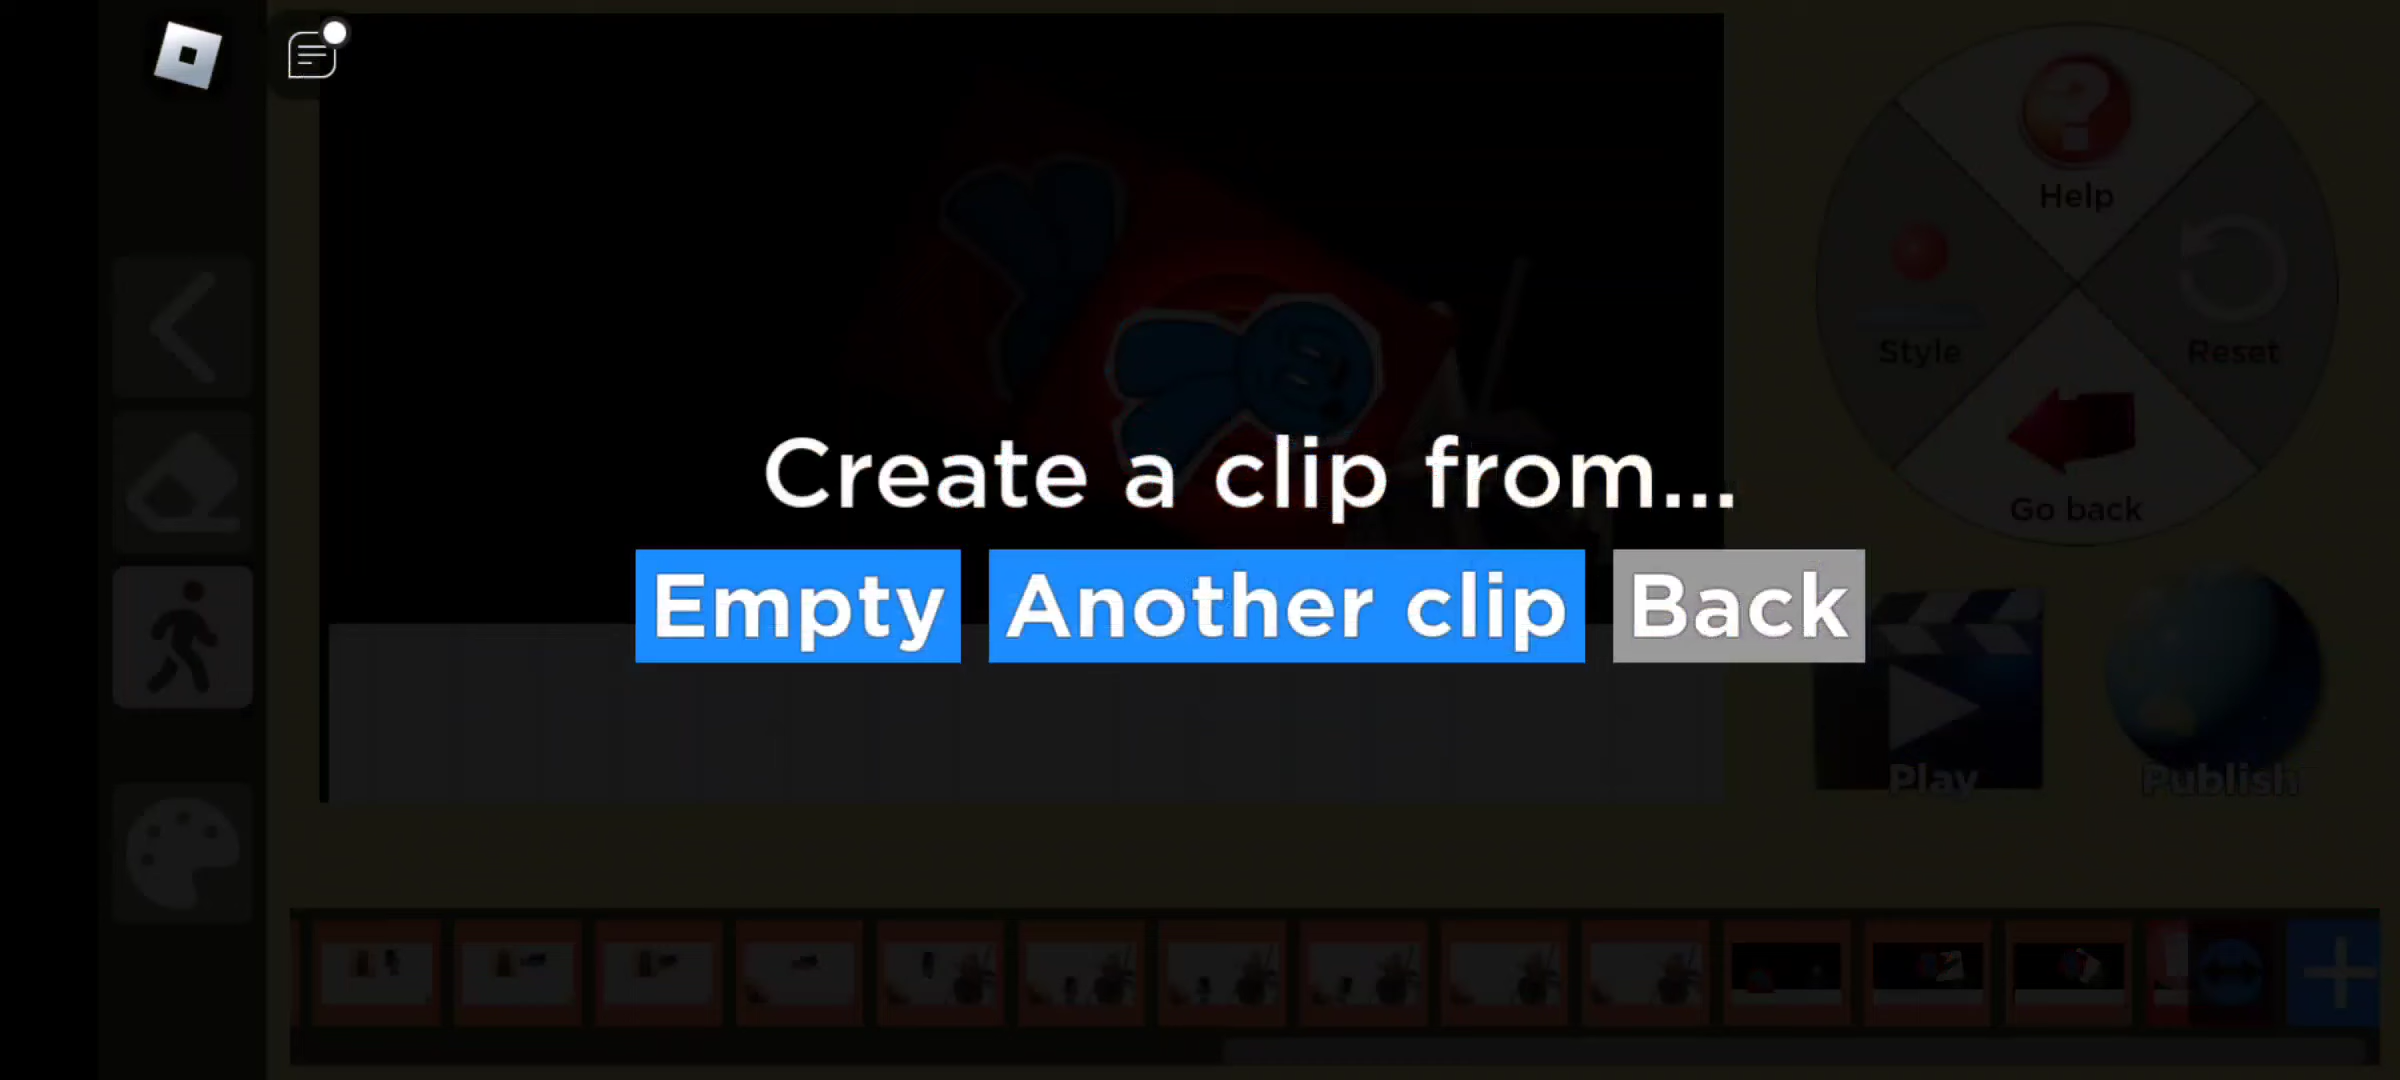 Help
Style
Reset
Create a clip from...
Go back
Empty Another clip Back
Play
Publish